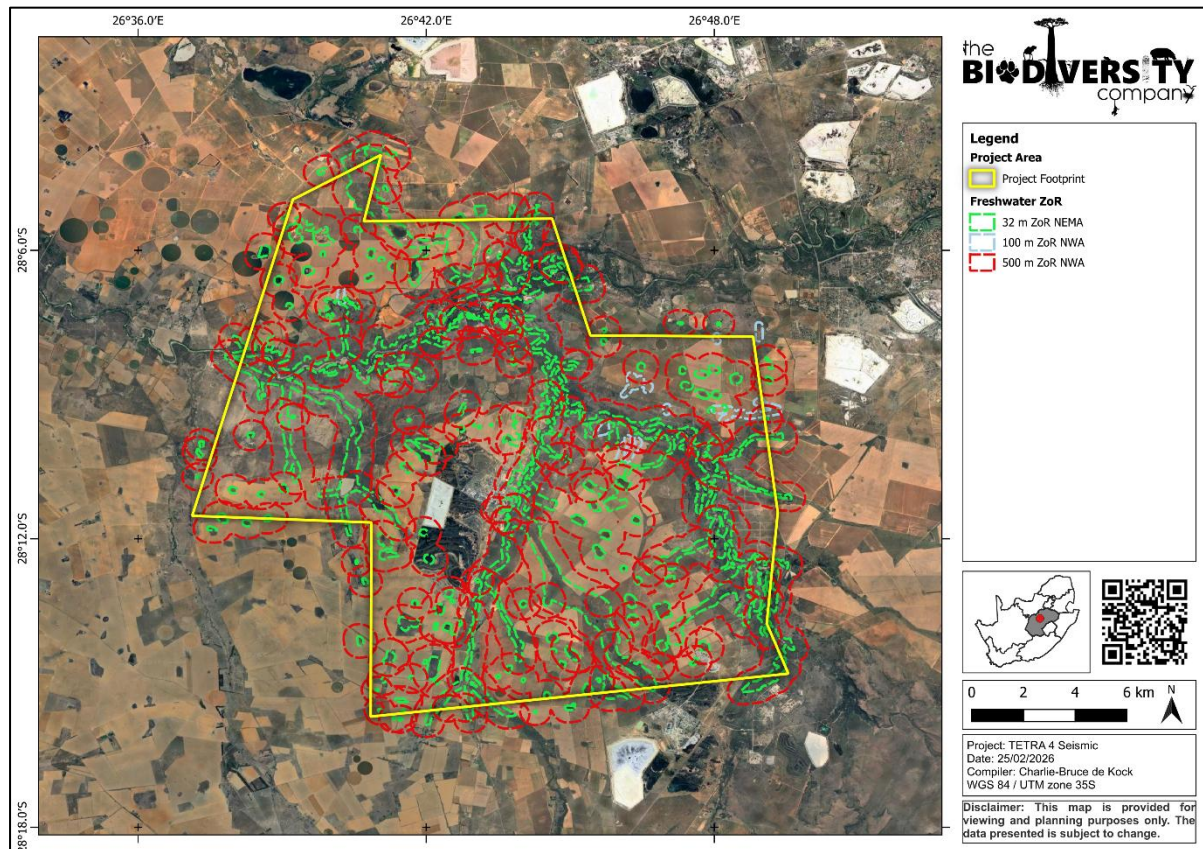 26°36.0'E
26°42.0'E
26°48.0'E
28°6.0'S
28°12.0'S
28°18.0'S
the
BIODIVERSITY
company
Legend
Project Area
Project Footprint
Freshwater ZoR
32 m ZoR NEMA
100 m ZoR NWA
500 m ZoR NWA
0 2 4 6 km
N
Project: TETRA 4 Seismic
Date: 25/02/2026
Compiler: Charlie-Bruce de Kock
WGS 84 / UTM zone 35S
Disclaimer: This map is provided for
viewing and planning purposes only. The
data presented is subject to change.